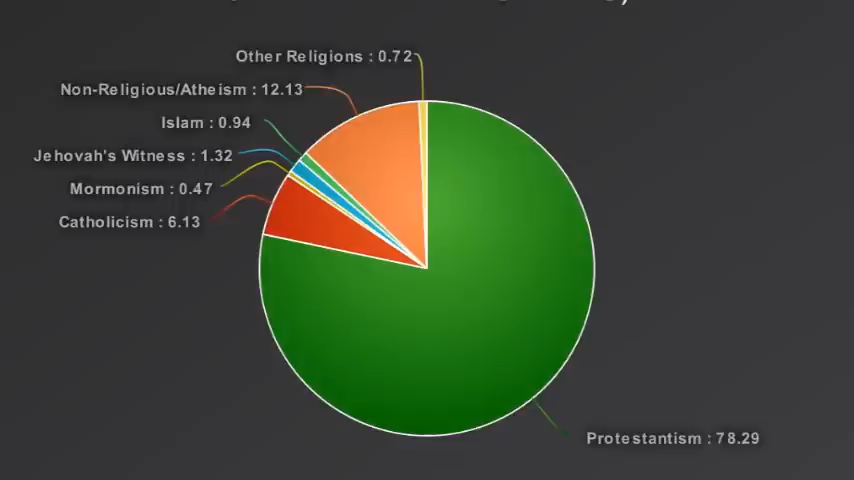 Other Religions : 0.72
Non-Religious/Atheism : 12.13
Islam : 0.94
Jehovah's Witness : 1.32
Mormonism : 0.47
Catholicism : 6.13
Protestantism : 78.29